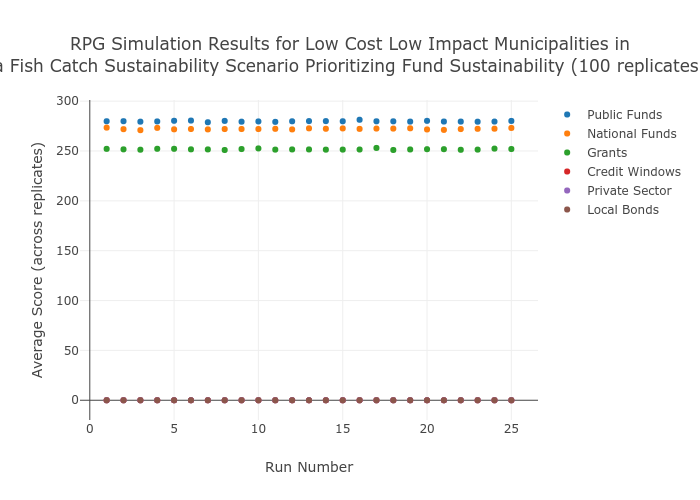 RPG Simulation Results for Low Cost Low Impact Municipalities in
a Fish Catch Sustainability Scenario Prioritizing Fund Sustainability (100 replicates
300
250
200
150
100
50
0
0
5
10
15
20
25
Average Score (across replicates)
Run Number
Public Funds
National Funds
Grants
Credit Windows
Private Sector
Local Bonds